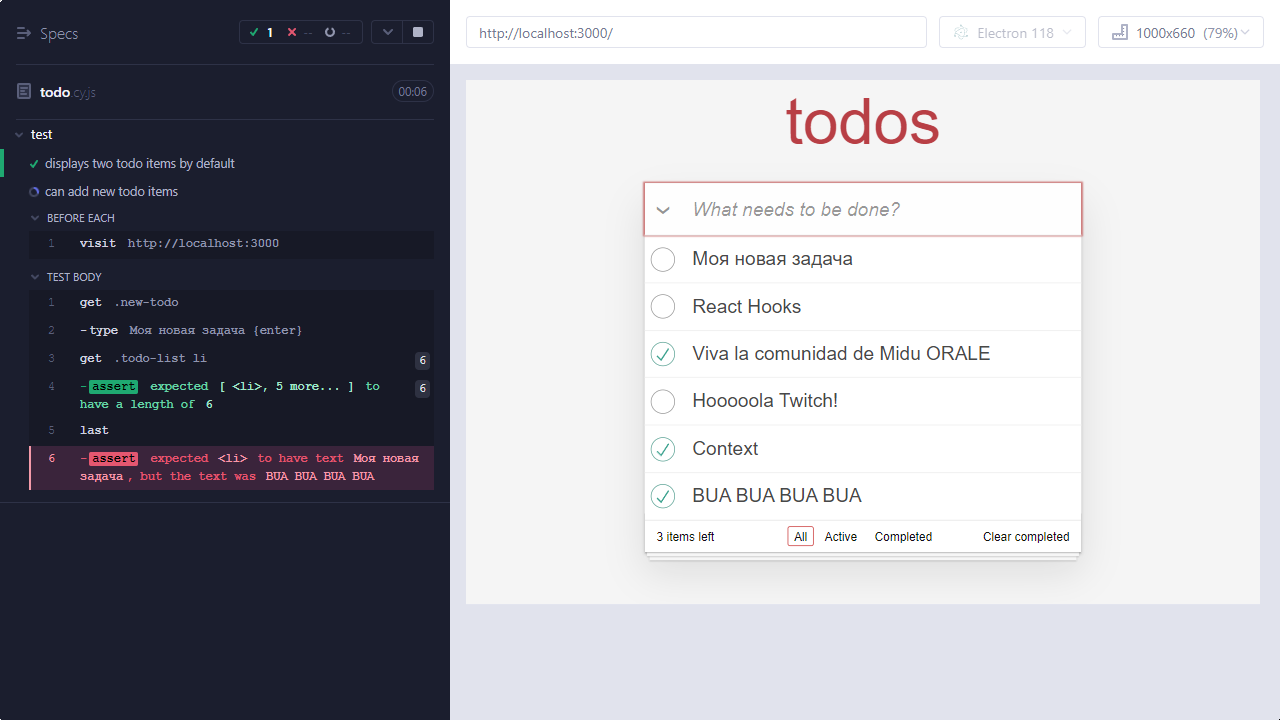 Specs
1
--
--
todo.cy.js
00:06
test
displays two todo items by default
can add new todo items
BEFORE EACH
1 visit http://localhost:3000
TEST BODY
1 get .new-todo
2 -type Моя новая задача {enter}
3 get .todo-list li 6
4 -assert expected [ <li>, 5 more... ] to 6
have a length of 6
5 last
6 -assert expected <li> to have text Моя новая
задача, but the text was BUA BUA BUA BUA
http://localhost:3000/
Electron 118
1000x660 (79%)
todos
What needs to be done?
Моя новая задача
React Hooks
Viva la comunidad de Midu ORALE
Hooooola Twitch!
Context
BUA BUA BUA BUA
3 items left All Active Completed Clear completed